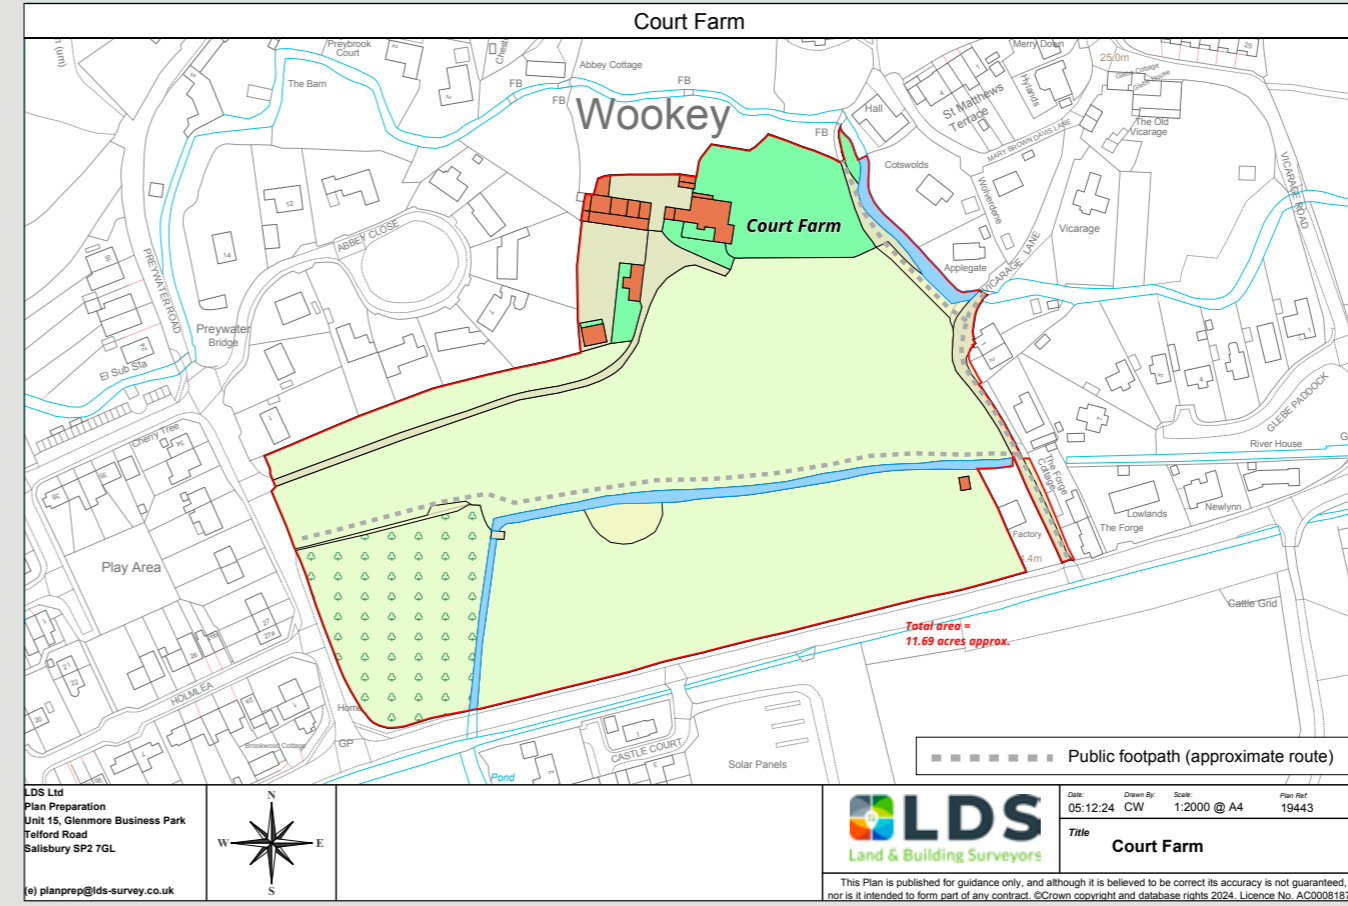 Court Farm
Preybrook
Court
The Barn
Abbey Cottage
FB
FB
FB
Wookey
FB
Hall
Merry Down
25.0m
Hylands
St Matthews
Terrace
Glebe Cottage
Glebe House
The Old
Vicarage
MARY BROWN DAVIS LANE
Cotswolds
Wolverdene
VICARAGE ROAD
Vicarage
VICARAGE LANE
Applegate
Court Farm
ABBEY CLOSE
12
14
PREYWATER ROAD
Preywater
Bridge
El Sub Sta
Cherry Tree
GLEBE PADDOCK
River House
The Forge
Cottage
Lowlands
Newlynn
The Forge
Factory
4.4m
Play Area
Cattle Grid
Total area =
11.69 acres approx.
HOLMLEA
27
27a
Brookwood Cottage
GP
CASTLE COURT
Solar Panels
Pond
Public footpath (approximate route)
LDS Ltd
Plan Preparation
Unit 15, Glenmore Business Park
Telford Road
Salisbury SP2 7GL
(e) planprep@lds-survey.co.uk
N
W
E
S
LDS
Land & Building Surveyors
Date: Drawn By: Scale: Plan Ref:
05:12:24 CW 1:2000 @ A4 19443
Title
Court Farm
This Plan is published for guidance only, and although it is believed to be correct its accuracy is not guaranteed,
nor is it intended to form part of any contract. ©Crown copyright and database rights 2024. Licence No. AC0008187